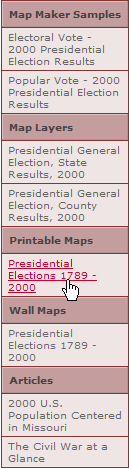 Map Maker Samples
Electoral Vote -
2000 Presidential
Election Results
Popular Vote - 2000
Presidential Election
Results
Map Layers
Presidential General
Election, State
Results, 2000
Presidential General
Election, County
Results, 2000
Printable Maps
Presidential
Elections 1789 -
2000
Wall Maps
Presidential
Elections 1789 -
2000
Articles
2000 U.S.
Population Centered
in Missouri
The Civil War at a
Glance